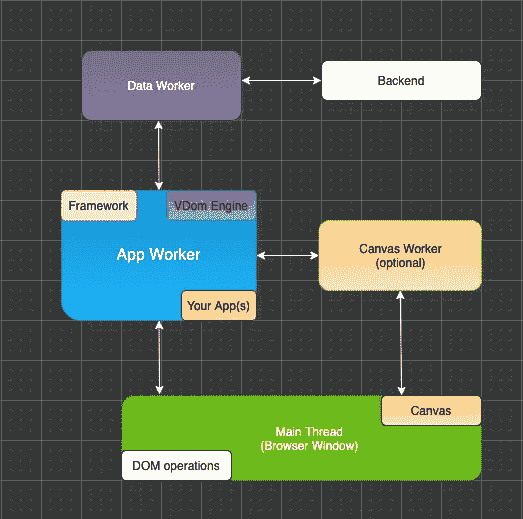 Data Worker
Backend
Framework
VDom Engine
App Worker
Canvas Worker
(optional)
Your App(s)
Canvas
Main Thread
(Browser Window)
DOM operations